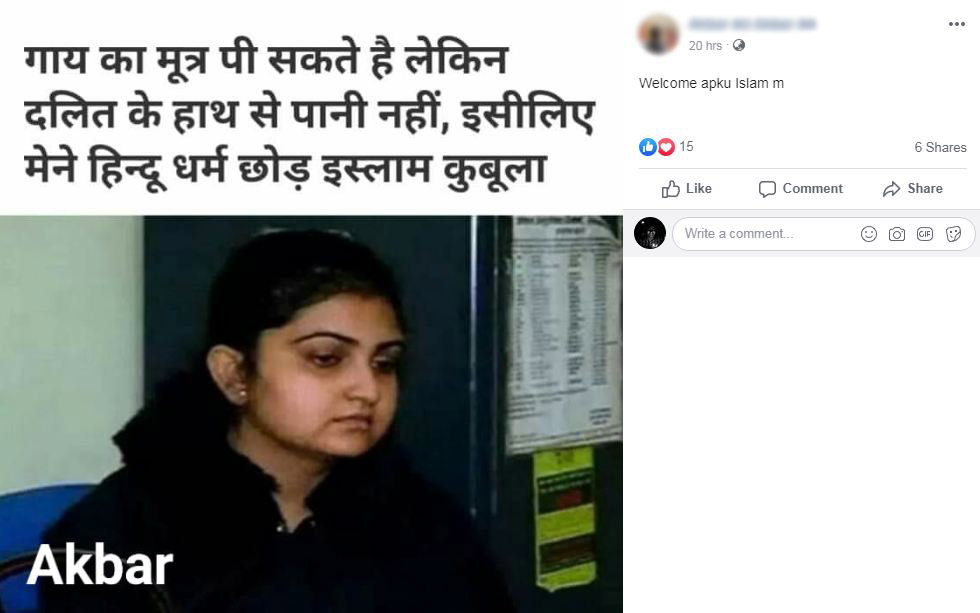 गाय का मूत्र पी सकते है लेकिन
दलित के हाथ से पानी नहीं, इसीलिए
मेने हिन्दू धर्म छोड़ इस्लाम कुबूला
Akbar
20 hrs ·
Welcome apku Islam m
15
6 Shares
Like
Comment
Share
Write a comment...
GIF